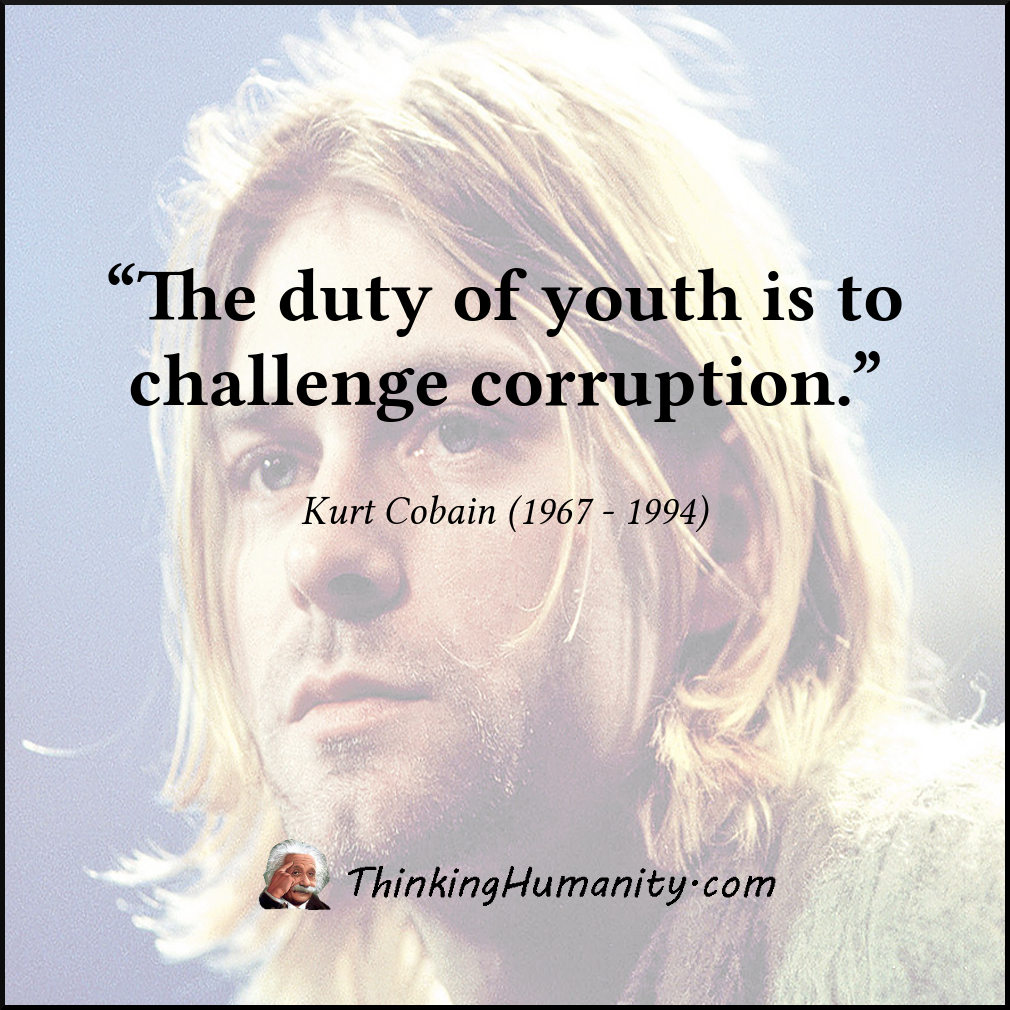 “The duty of youth is to
challenge corruption.”
Kurt Cobain (1967 - 1994)
ThinkingHumanity.com